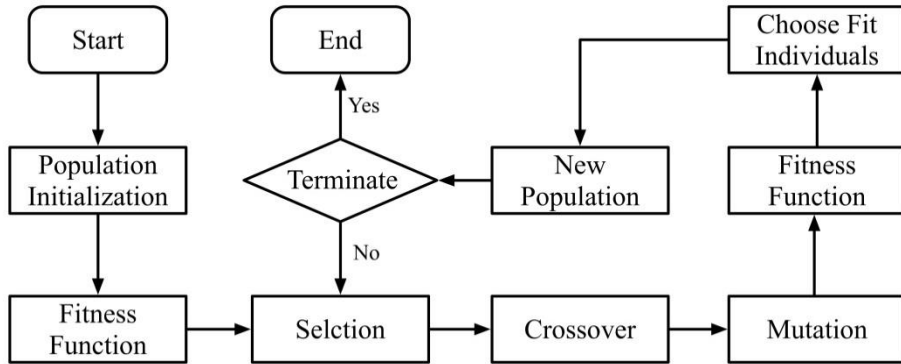 Start
End
Choose Fit
Individuals
Yes
Population
Initialization
Terminate
New
Population
Fitness
Function
No
Fitness
Function
Selction
Crossover
Mutation